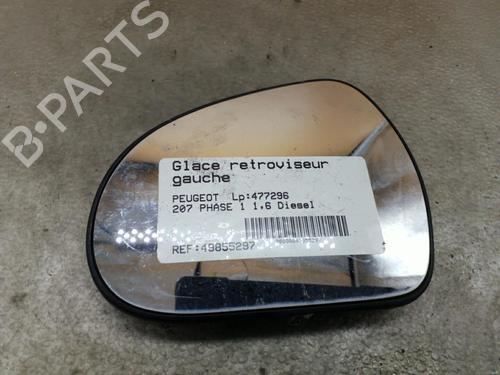 B-PARTS
Glace retroviseur
gauche
PEUGEOT Lp:477296
207 PHASE 1 1.6 Diesel
REF:49855297